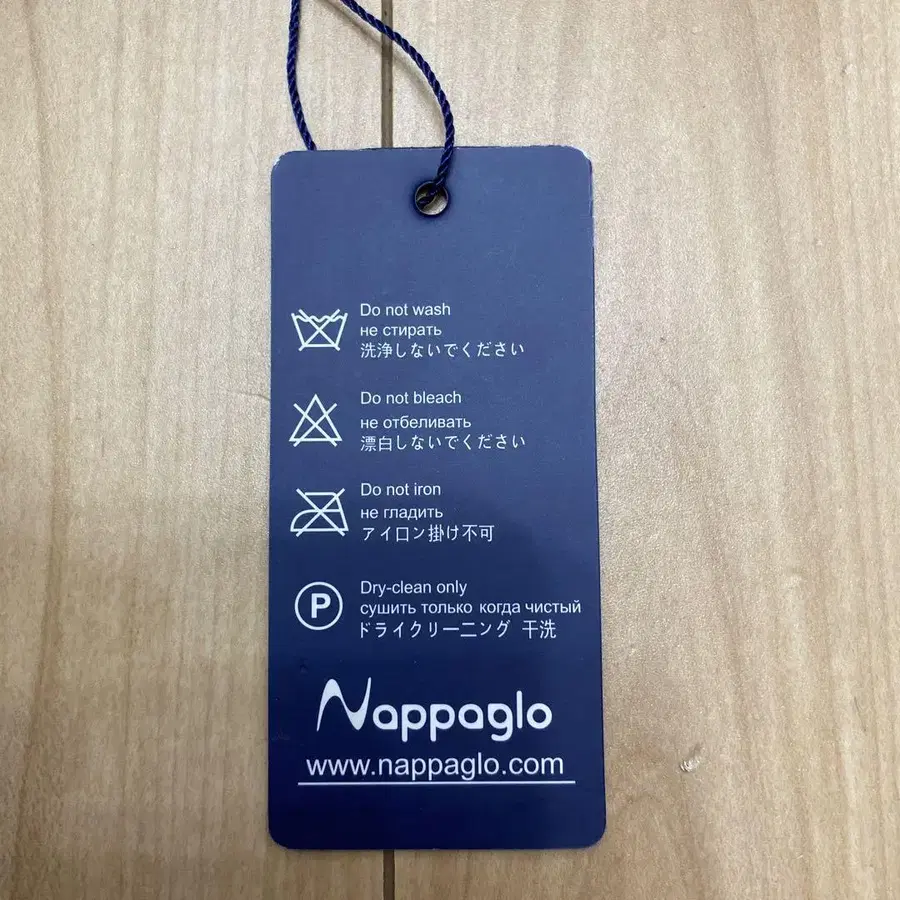 Do not wash
не стирать
洗浄しないでください
Do not bleach
не отбеливать
漂白しないでください
Do not iron
не гладить
アイロン掛け不可
P
Dry-clean only
сушить только когда чистый
ドライクリーニング 干洗
Nappaglo
www.nappaglo.com